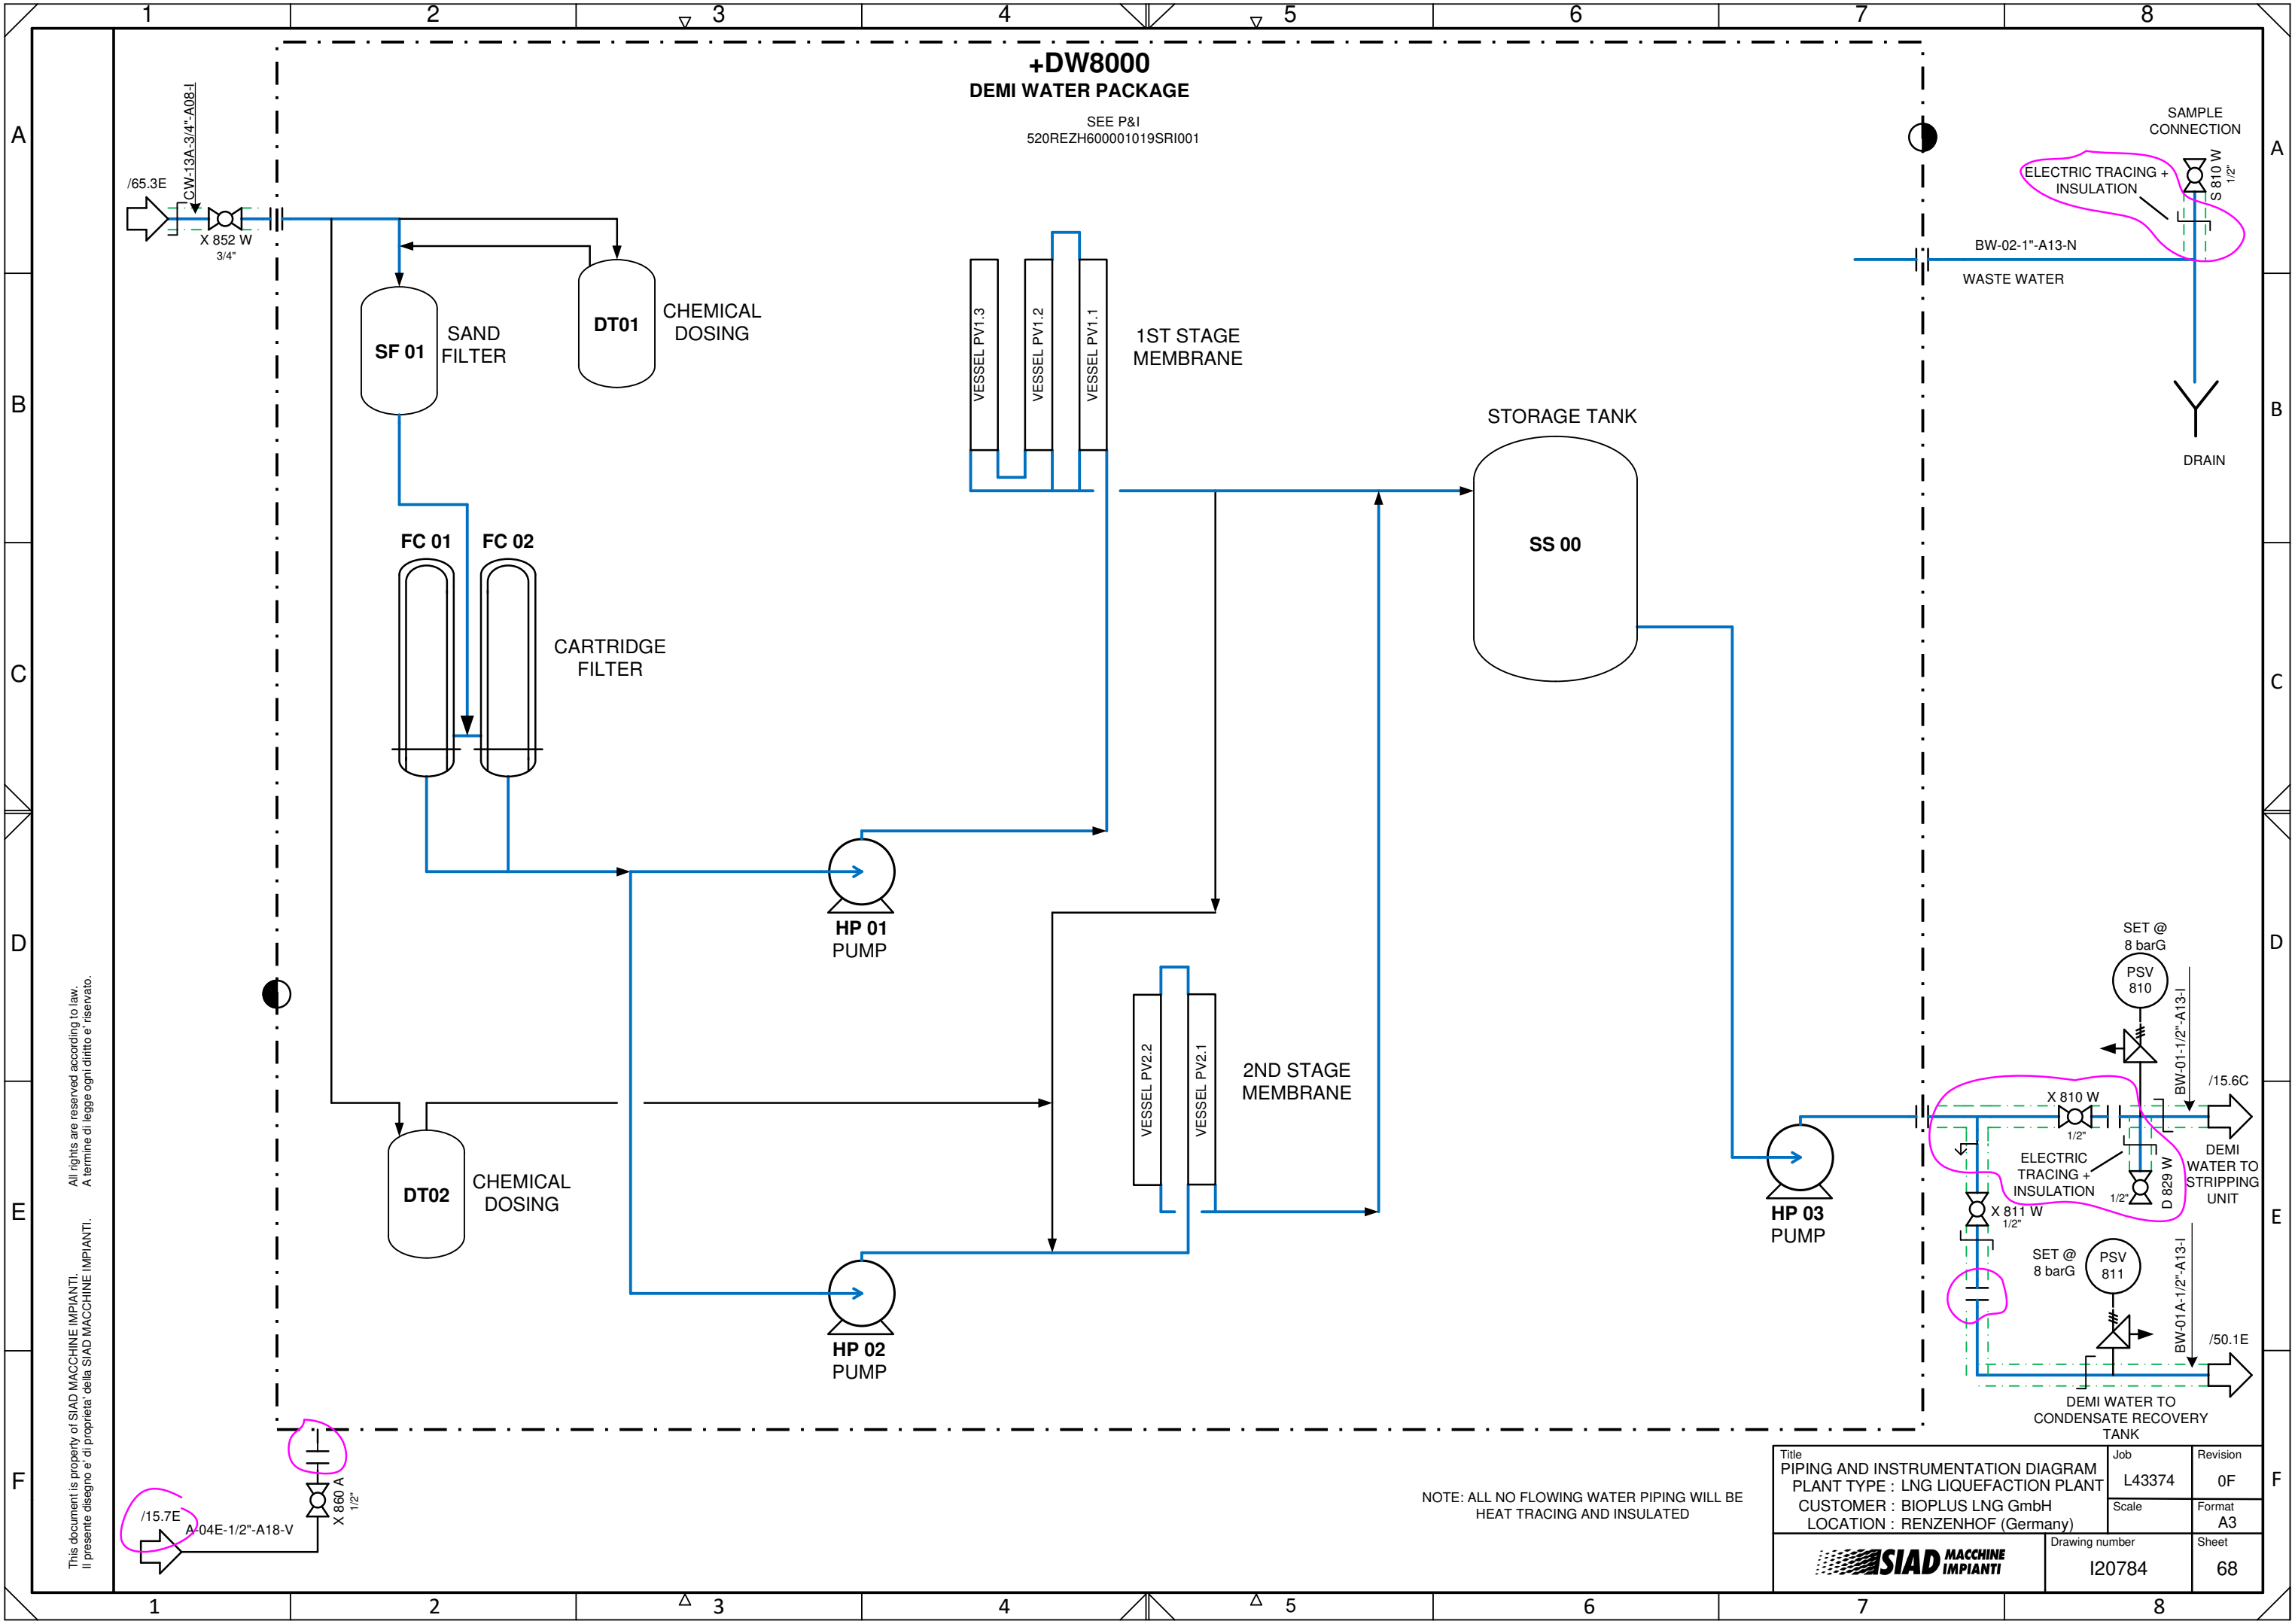 1 2 3 4 5 6 7 8
+DW8000
DEMI WATER PACKAGE
SEE P&I
520REZH600001019SRI001
A
A
/65.3E
CW-13A-3/4"-A08-I
X 852 W
3/4"
SAMPLE
CONNECTION
ELECTRIC TRACING +
INSULATION
S 810 W
1/2"
BW-02-1"-A13-N
WASTE WATER
DRAIN
B
B
SF 01
SAND
FILTER
DT01
CHEMICAL
DOSING
VESSEL PV1.3
VESSEL PV1.2
VESSEL PV1.1
1ST STAGE
MEMBRANE
STORAGE TANK
SS 00
C
C
FC 01
FC 02
CARTRIDGE
FILTER
D
D
HP 01
PUMP
SET @
8 barG
PSV
810
BW-01-1/2"-A13-I
/15.6C
E
E
DT02
CHEMICAL
DOSING
VESSEL PV2.2
VESSEL PV2.1
2ND STAGE
MEMBRANE
HP 02
PUMP
HP 03
PUMP
X 810 W
1/2"
ELECTRIC
TRACING +
INSULATION
1/2"
D 829 W
DEMI
WATER TO
STRIPPING
UNIT
X 811 W
1/2"
SET @
8 barG
PSV
811
BW-01A-1/2"-A13-I
/50.1E
DEMI WATER TO
CONDENSATE RECOVERY
TANK
F
F
/15.7E
A-04E-1/2"-A18-V
X 860 A
1/2"
NOTE: ALL NO FLOWING WATER PIPING WILL BE
HEAT TRACING AND INSULATED
All rights are reserved according to law.
A termine di legge ogni diritto e' riservato.
This document is property of SIAD MACCHINE IMPIANTI.
Il presente disegno e' di proprieta' della SIAD MACCHINE IMPIANTI.
Title
PIPING AND INSTRUMENTATION DIAGRAM
PLANT TYPE : LNG LIQUEFACTION PLANT
CUSTOMER : BIOPLUS LNG GmbH
LOCATION : RENZENHOF (Germany)
Job
L43374
Revision
0F
Scale
Format
A3
SIAD MACCHINE
IMPIANTI
Drawing number
I20784
Sheet
68
1 2 3 4 5 6 7 8